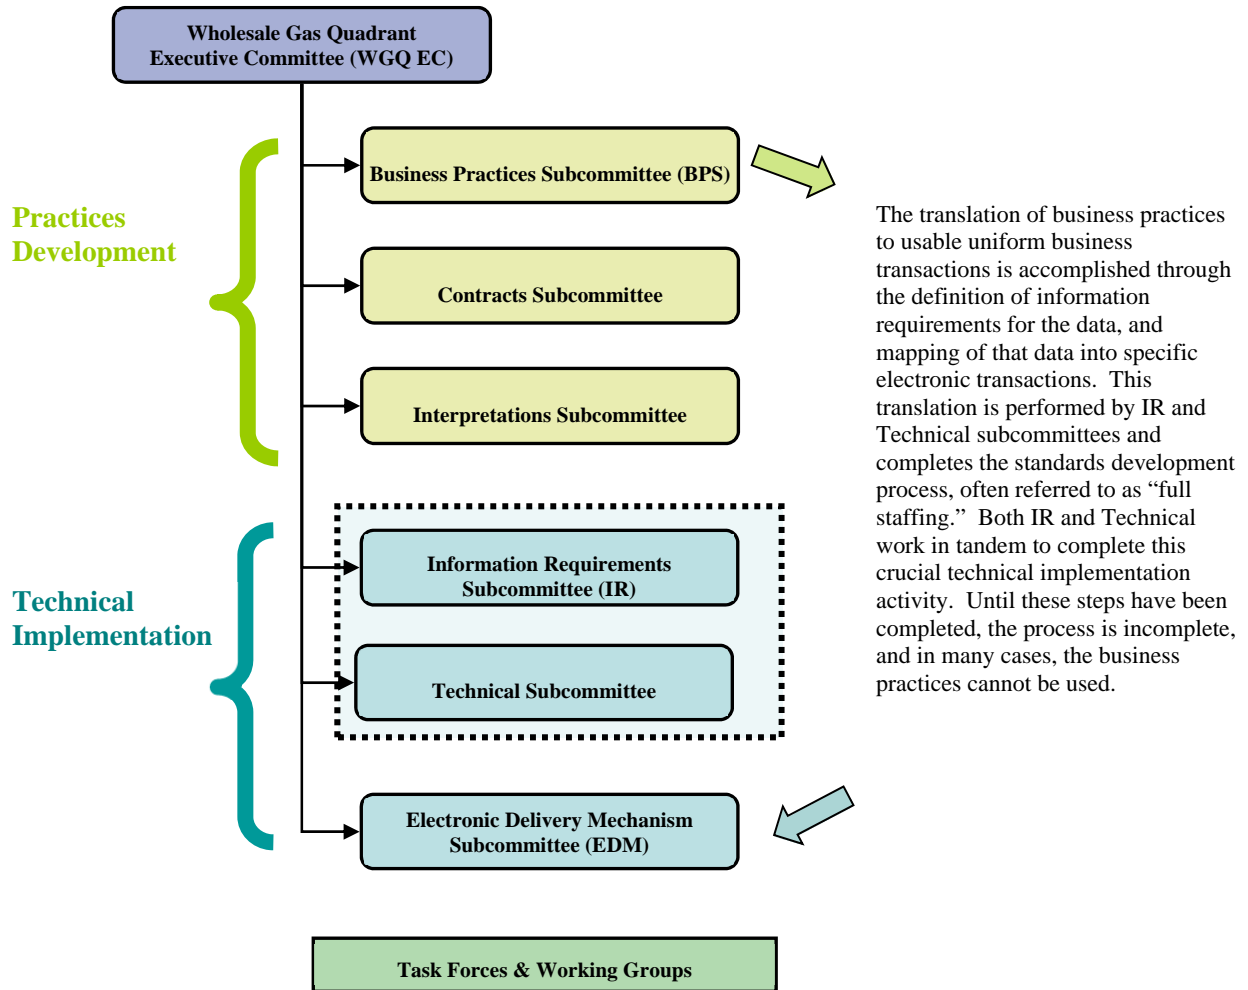 Wholesale Gas Quadrant
Executive Committee (WGQ EC)
Practices
Development
Business Practices Subcommittee (BPS)
Contracts Subcommittee
Interpretations Subcommittee
The translation of business practices
to usable uniform business
transactions is accomplished through
the definition of information
requirements for the data, and
mapping of that data into specific
electronic transactions.  This
translation is performed by IR and
Technical subcommittees and
completes the standards development
process, often referred to as “full
staffing.”  Both IR and Technical
work in tandem to complete this
crucial technical implementation
activity.  Until these steps have been
completed, the process is incomplete,
and in many cases, the business
practices cannot be used.
Technical
Implementation
Information Requirements
Subcommittee (IR)
Technical Subcommittee
Electronic Delivery Mechanism
Subcommittee (EDM)
Task Forces & Working Groups